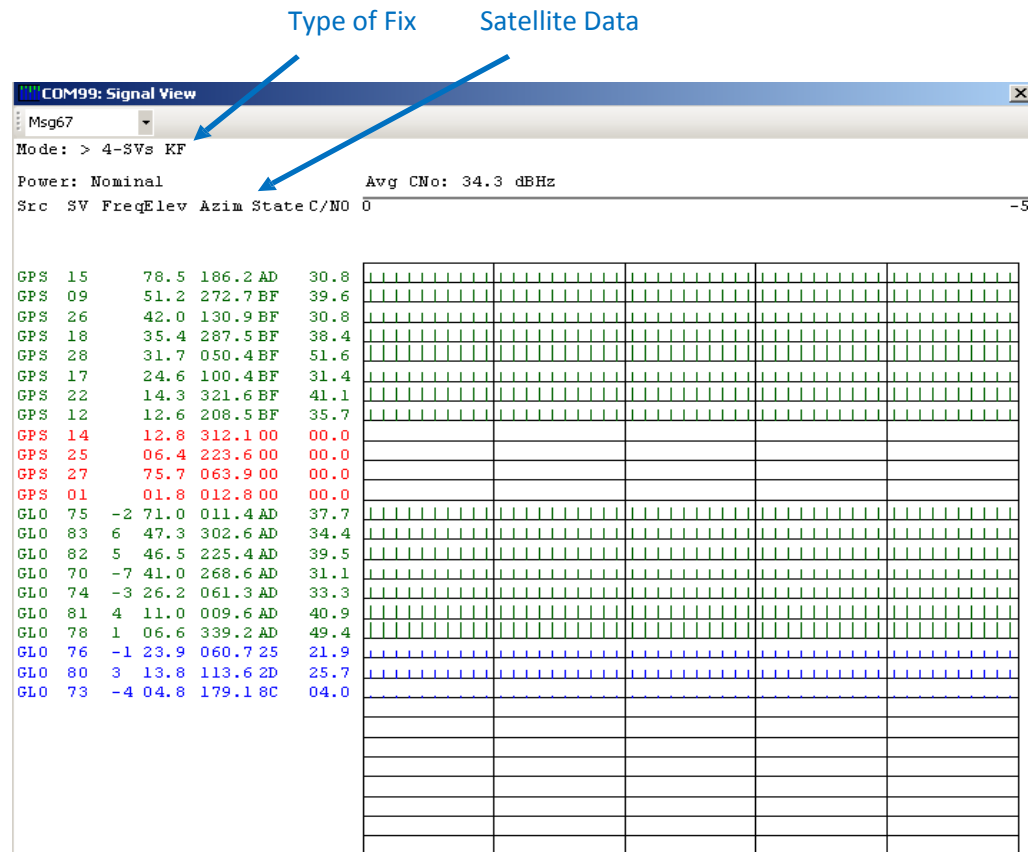 Type of Fix Satellite Data
COM99: Signal View
Msg67
Mode: > 4-SVs KF
Power: Nominal Avg CNo: 34.3 dBHz
Src SV FreqElev Azim State C/N0 0 -5
GPS 15 78.5 186.2 AD 30.8
GPS 09 51.2 272.7 BF 39.6
GPS 26 42.0 130.9 BF 30.8
GPS 18 35.4 287.5 BF 38.4
GPS 28 31.7 050.4 BF 51.6
GPS 17 24.6 100.4 BF 31.4
GPS 22 14.3 321.6 BF 41.1
GPS 12 12.6 208.5 BF 35.7
GPS 14 12.8 312.1 00 00.0
GPS 25 06.4 223.6 00 00.0
GPS 27 75.7 063.9 00 00.0
GPS 01 01.8 012.8 00 00.0
GLO 75 -2 71.0 011.4 AD 37.7
GLO 83 6 47.3 302.6 AD 34.4
GLO 82 5 46.5 225.4 AD 39.5
GLO 70 -7 41.0 268.6 AD 31.1
GLO 74 -3 26.2 061.3 AD 33.3
GLO 81 4 11.0 009.6 AD 40.9
GLO 78 1 06.6 339.2 AD 49.4
GLO 76 -1 23.9 060.7 25 21.9
GLO 80 3 13.8 113.6 2D 25.7
GLO 73 -4 04.8 179.1 8C 04.0